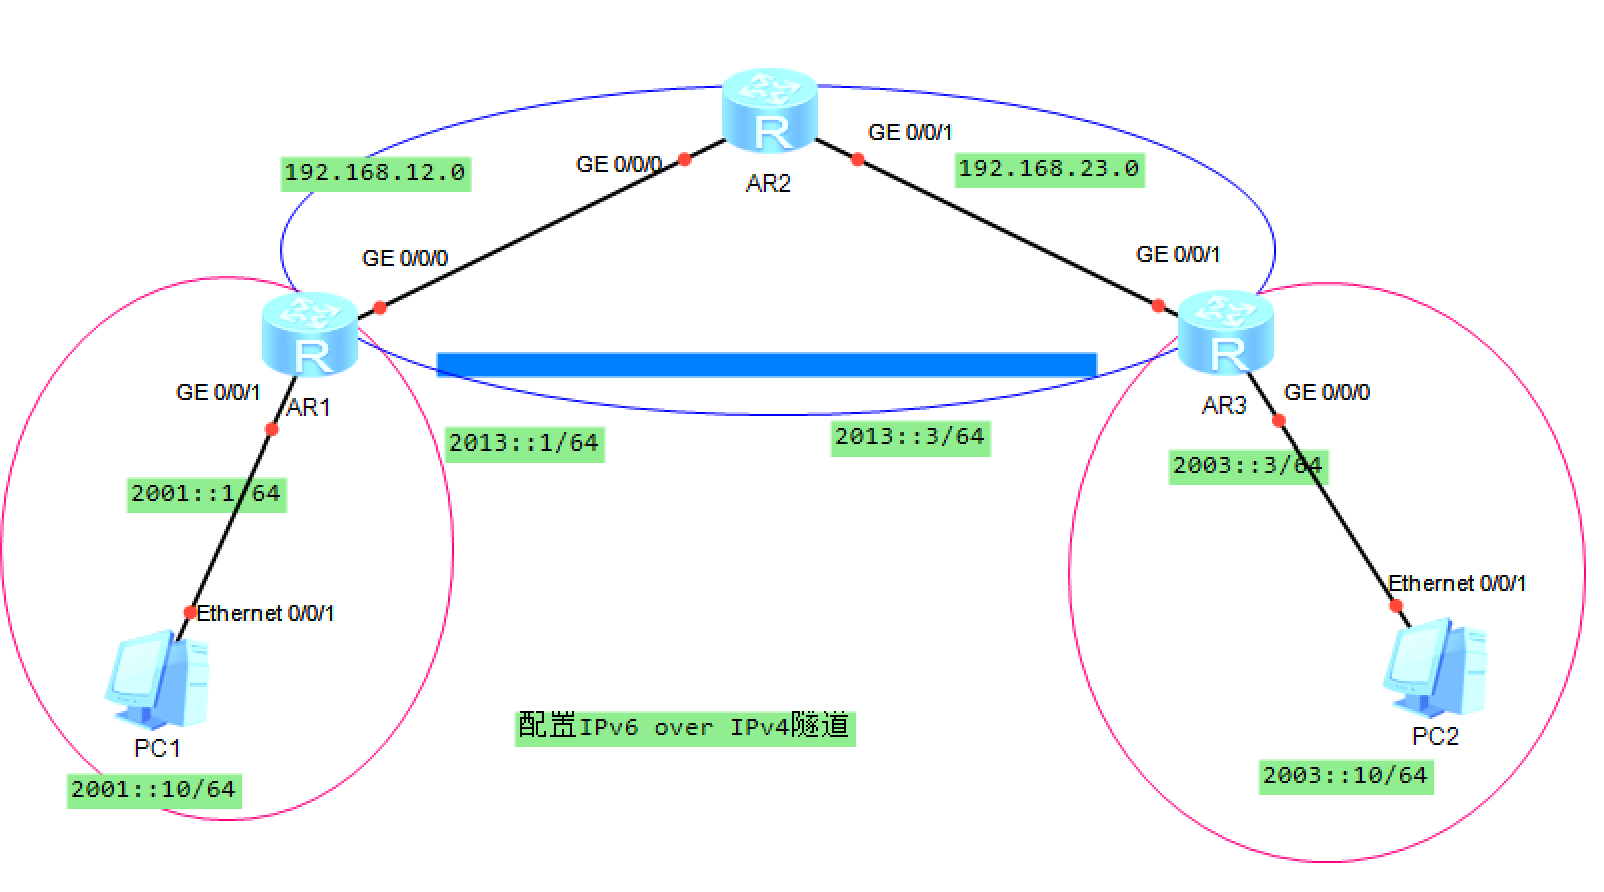 GE 0/0/1
192.168.12.0
GE 0/0/0
192.168.23.0
R
AR2
GE 0/0/0
GE 0/0/1
R
AR1
R
AR3
GE 0/0/1
GE 0/0/0
2013::1/64
2013::3/64
2001::1/64
2003::3/64
Ethernet 0/0/1
Ethernet 0/0/1
PC1
配置IPv6 over IPv4隧道
PC2
2001::10/64
2003::10/64